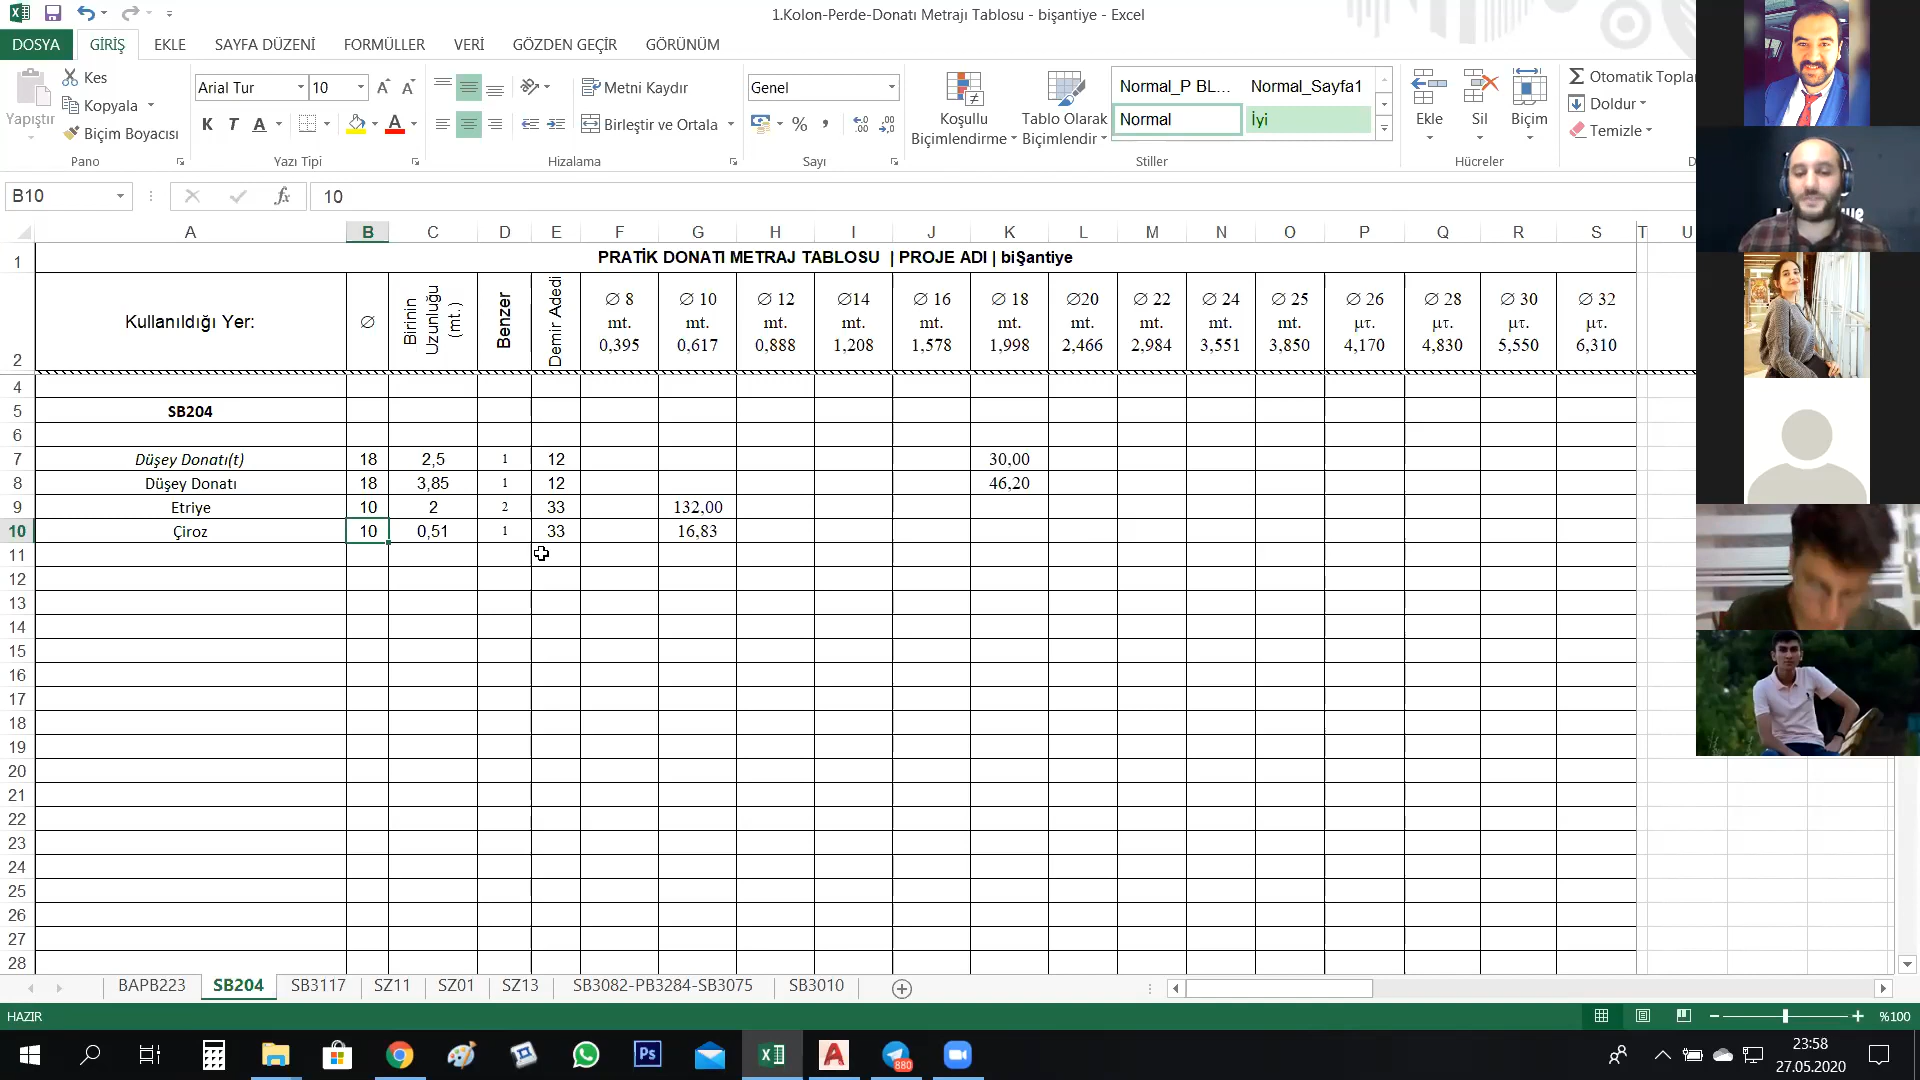 1.Kolon-Perde-Donatı Metrajı Tablosu - bişantiye - Excel
DOSYA GİRİŞ EKLE SAYFA DÜZENİ FORMÜLLER VERİ GÖZDEN GEÇİR GÖRÜNÜM
Yapıştır
Kes
Kopyala
Biçim Boyacısı
Pano
Arial Tur 10
K T A
Yazı Tipi
Metni Kaydır
Birleştir ve Ortala
Hizalama
Genel
Sayı
Koşullu Biçimlendirme
Tablo Olarak Biçimlendir
Normal_P BL... Normal_Sayfa1
Normal İyi
Stiller
Ekle Sil Biçim
Hücreler
Otomatik Toplar
Doldur
Temizle
B10 fx 10
A B C D E F G H I J K L M N O P Q R S T U
1 PRATİK DONATI METRAJ TABLOSU | PROJE ADI | biŞantiye
2 Kullanıldığı Yer: ∅ Birinin Uzunluğu (mt.) Benzer Demir Adedi
∅ 8 ∅ 10 ∅ 12 ∅14 ∅ 16 ∅ 18 ∅20 ∅ 22 ∅ 24 ∅ 25 ∅ 26 ∅ 28 ∅ 30 ∅ 32
mt. mt. mt. mt. mt. mt. mt. mt. mt. mt. μτ. μτ. μτ. μτ.
0,395 0,617 0,888 1,208 1,578 1,998 2,466 2,984 3,551 3,850 4,170 4,830 5,550 6,310
4
5 SB204
6
7 Düşey Donatı(t) 18 2,5 1 12 30,00
8 Düşey Donatı 18 3,85 1 12 46,20
9 Etriye 10 2 2 33 132,00
10 Çiroz 10 0,51 1 33 16,83
11
12
13
14
15
16
17
18
19
20
21
22
23
24
25
26
27
28
BAPB223 SB204 SB3117 SZ11 SZ01 SZ13 SB3082-PB3284-SB3075 SB3010
HAZIR %100
Ps 880
23:58
27.05.2020